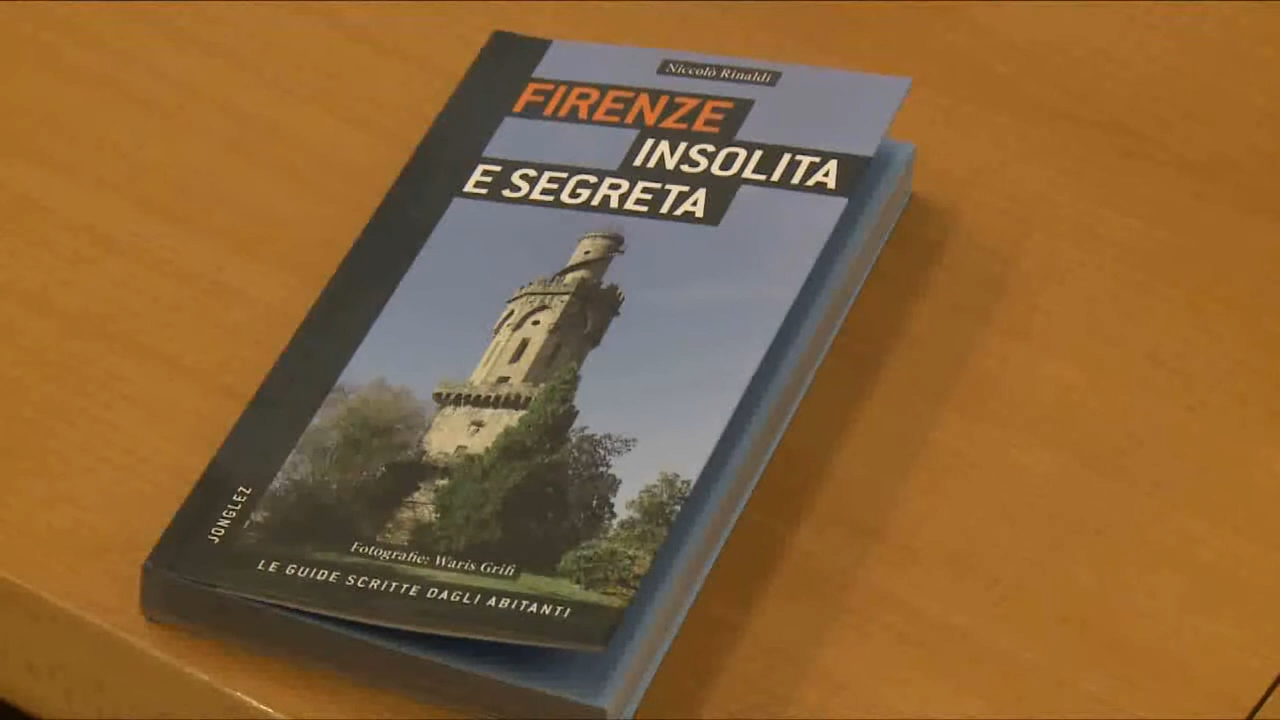 Niccolò Rinaldi
FIRENZE
INSOLITA
E SEGRETA
JONGLEZ
Fotografie: Waris Grifi
LE GUIDE SCRITTE DAGLI ABITANTI